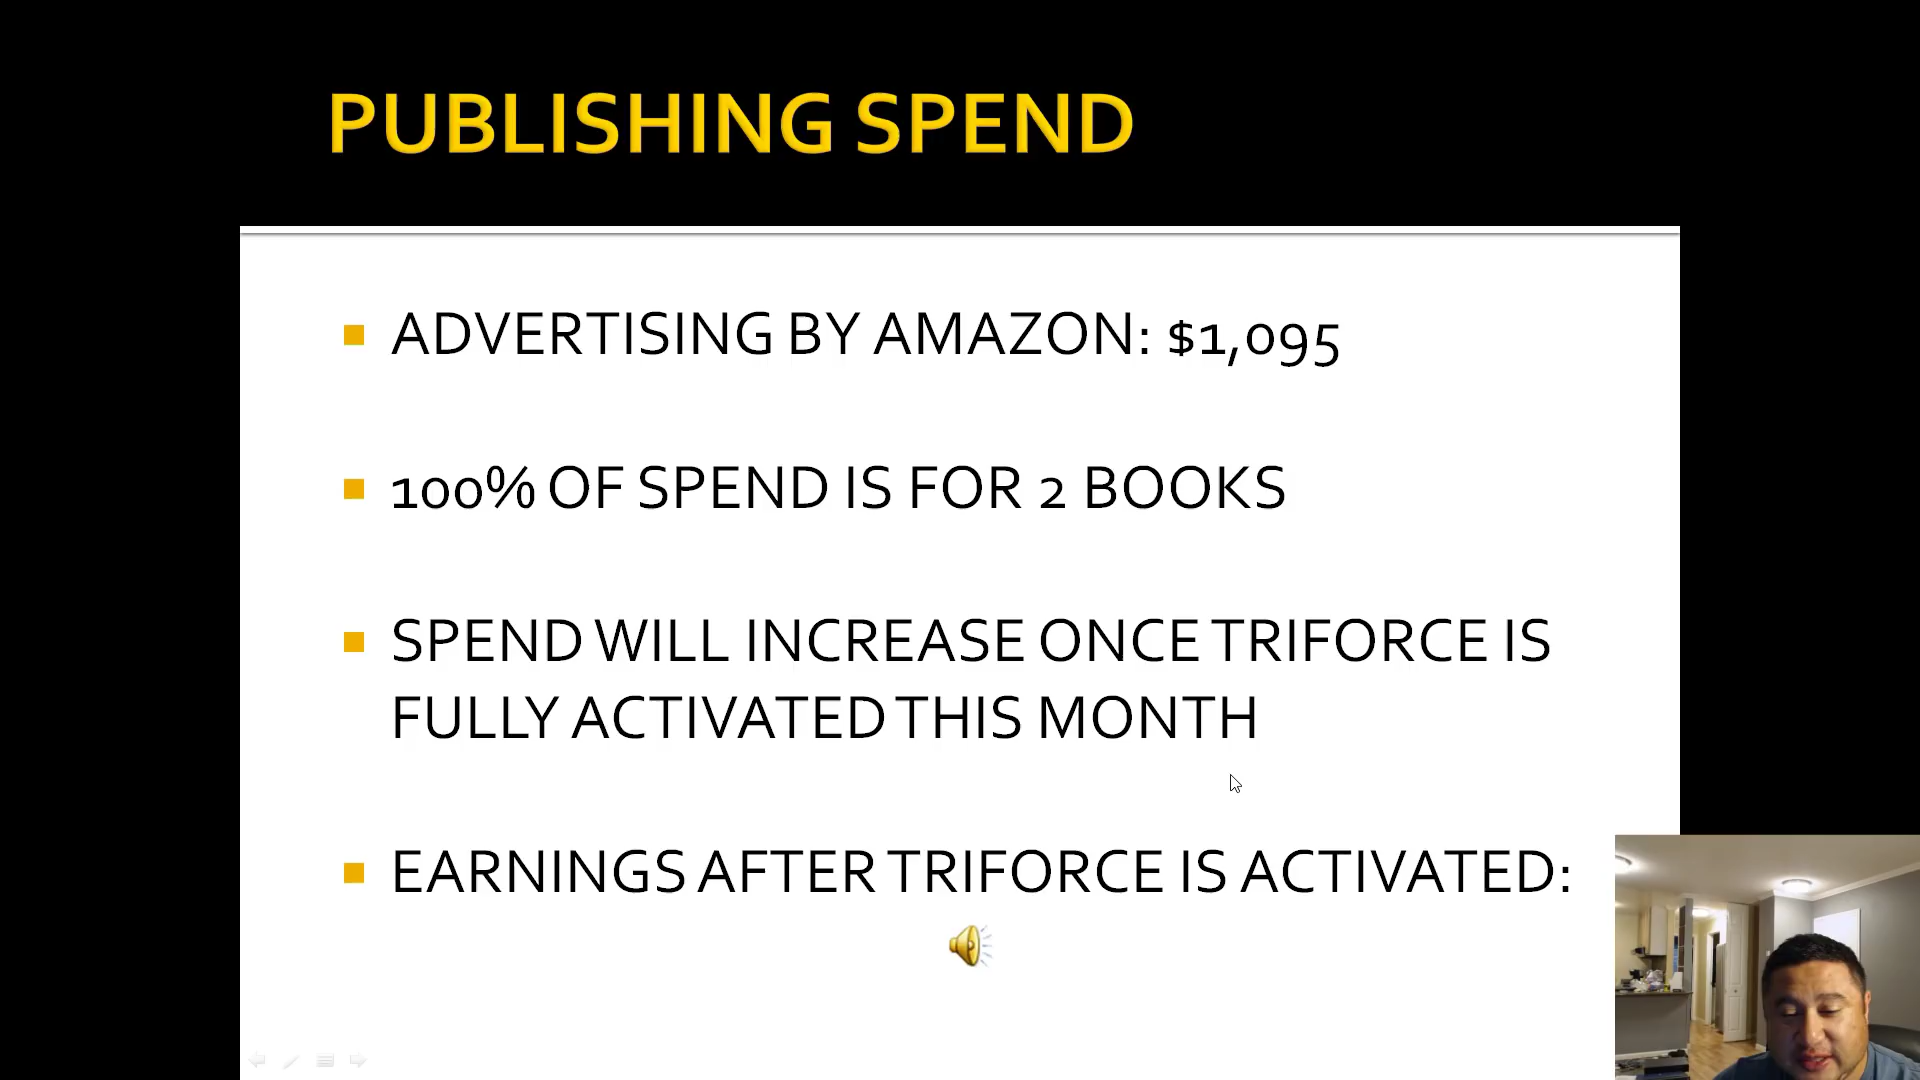 PUBLISHING SPEND
ADVERTISING BY AMAZON: $1,095
100% OF SPEND IS FOR 2 BOOKS
SPEND WILL INCREASE ONCE TRIFORCE IS
FULLY ACTIVATED THIS MONTH
EARNINGS AFTER TRIFORCE IS ACTIVATED: